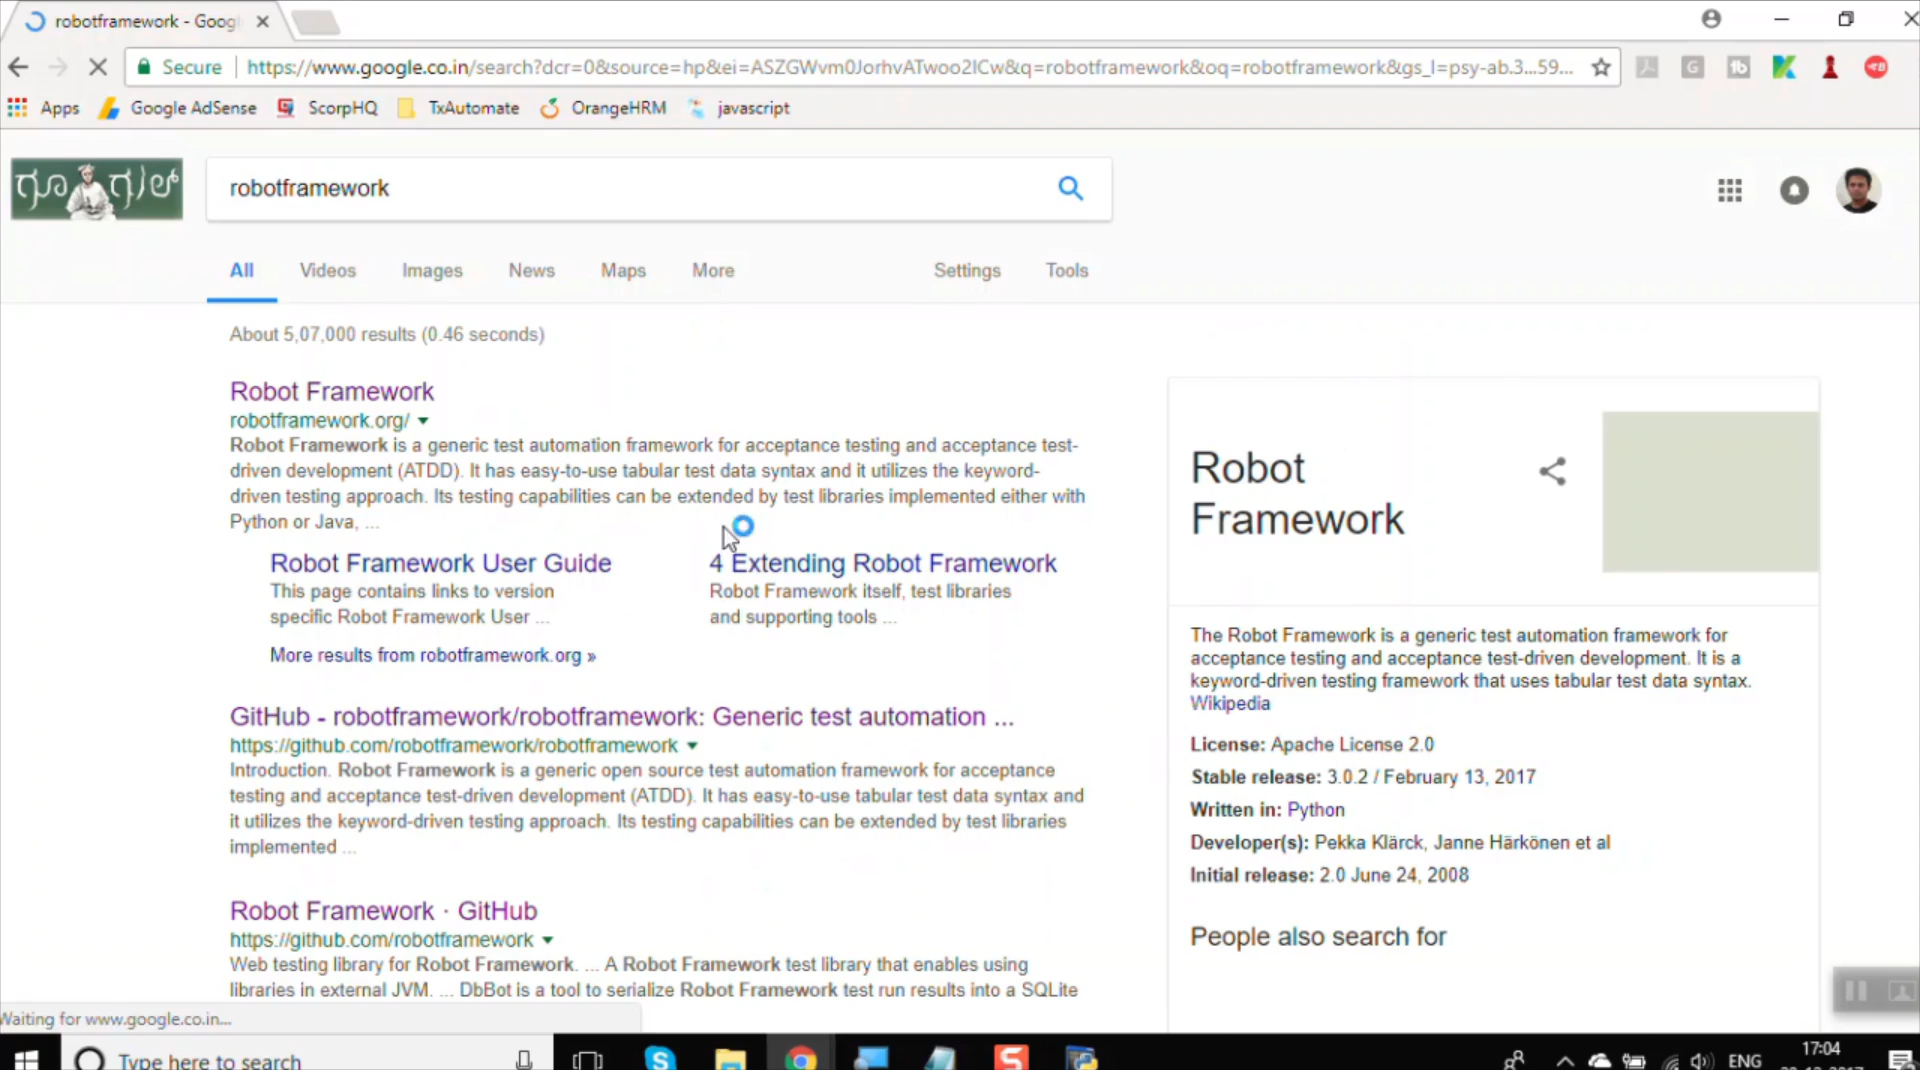 robotframework - Googl
Secure https://www.google.co.in/search?dcr=0&source=hp&ei=ASZGWvm0JorhvATwoo2ICw&q=robotframework&oq=robotframework&gs_l=psy-ab.3...59...
Apps Google AdSense ScorpHQ TxAutomate OrangeHRM javascript
ಗೂಗಲ್
robotframework
All Videos Images News Maps More Settings Tools
About 5,07,000 results (0.46 seconds)
Robot Framework
robotframework.org/
Robot Framework is a generic test automation framework for acceptance testing and acceptance test-
driven development (ATDD). It has easy-to-use tabular test data syntax and it utilizes the keyword-
driven testing approach. Its testing capabilities can be extended by test libraries implemented either with
Python or Java, ...
Robot Framework User Guide
This page contains links to version
specific Robot Framework User ...
4 Extending Robot Framework
Robot Framework itself, test libraries
and supporting tools ...
More results from robotframework.org »
GitHub - robotframework/robotframework: Generic test automation ...
https://github.com/robotframework/robotframework
Introduction. Robot Framework is a generic open source test automation framework for acceptance
testing and acceptance test-driven development (ATDD). It has easy-to-use tabular test data syntax and
it utilizes the keyword-driven testing approach. Its testing capabilities can be extended by test libraries
implemented ...
Robot Framework · GitHub
https://github.com/robotframework
Web testing library for Robot Framework. ... A Robot Framework test library that enables using
libraries in external JVM. ... DbBot is a tool to serialize Robot Framework test run results into a SQLite
Robot
Framework
The Robot Framework is a generic test automation framework for
acceptance testing and acceptance test-driven development. It is a
keyword-driven testing framework that uses tabular test data syntax.
Wikipedia
License: Apache License 2.0
Stable release: 3.0.2 / February 13, 2017
Written in: Python
Developer(s): Pekka Klärck, Janne Härkönen et al
Initial release: 2.0 June 24, 2008
People also search for
Waiting for www.google.co.in...
Type here to search
ENG
17:04